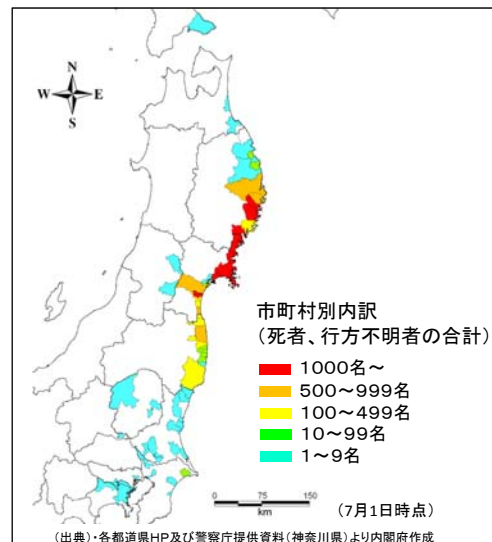 N
W E
S
市町村別内訳
(死者、行方不明者の合計)
1000名～
500～999名
100～499名
10～99名
1～9名
0 75 150
km
(7月1日時点)
(出典)・各都道県HP及び警察庁提供資料(神奈川県)より内閣府作成